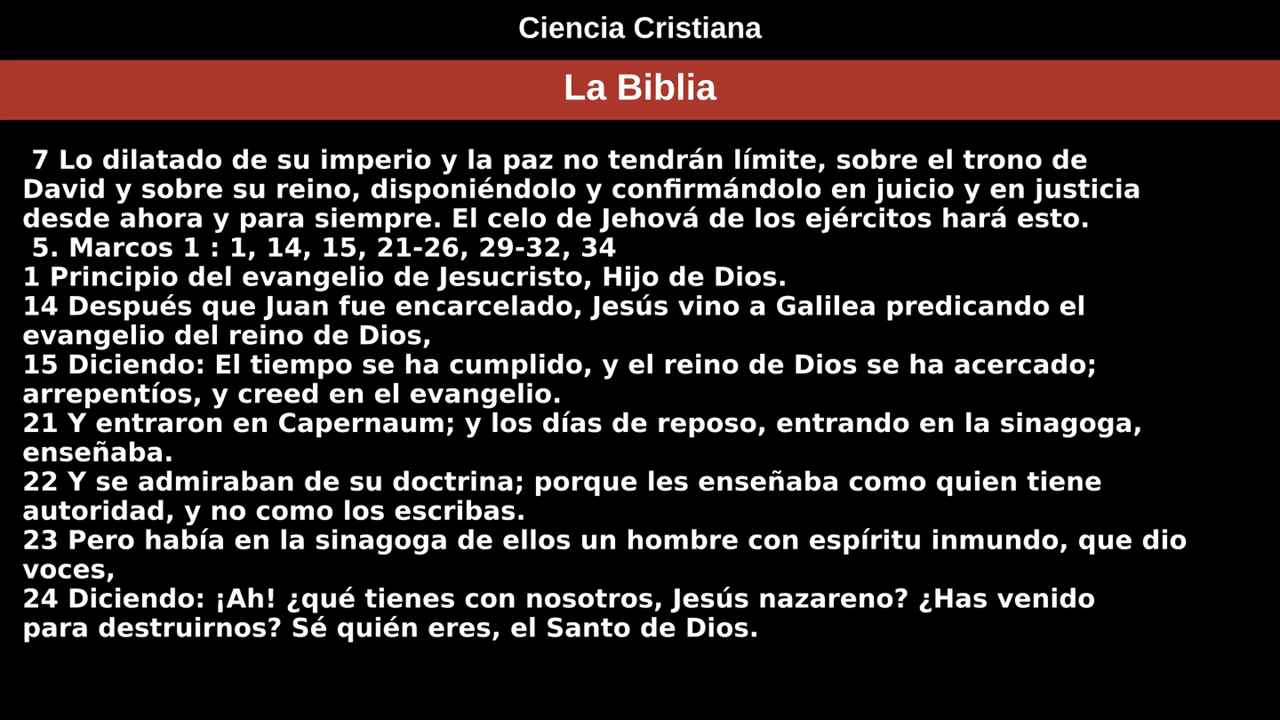 Ciencia Cristiana
La Biblia
7 Lo dilatado de su imperio y la paz no tendrán límite, sobre el trono de
David y sobre su reino, disponiéndolo y confirmándolo en juicio y en justicia
desde ahora y para siempre. El celo de Jehová de los ejércitos hará esto.
5. Marcos 1 : 1, 14, 15, 21-26, 29-32, 34
1 Principio del evangelio de Jesucristo, Hijo de Dios.
14 Después que Juan fue encarcelado, Jesús vino a Galilea predicando el
evangelio del reino de Dios,
15 Diciendo: El tiempo se ha cumplido, y el reino de Dios se ha acercado;
arrepentíos, y creed en el evangelio.
21 Y entraron en Capernaum; y los días de reposo, entrando en la sinagoga,
enseñaba.
22 Y se admiraban de su doctrina; porque les enseñaba como quien tiene
autoridad, y no como los escribas.
23 Pero había en la sinagoga de ellos un hombre con espíritu inmundo, que dio
voces,
24 Diciendo: ¡Ah! ¿qué tienes con nosotros, Jesús nazareno? ¿Has venido
para destruirnos? Sé quién eres, el Santo de Dios.